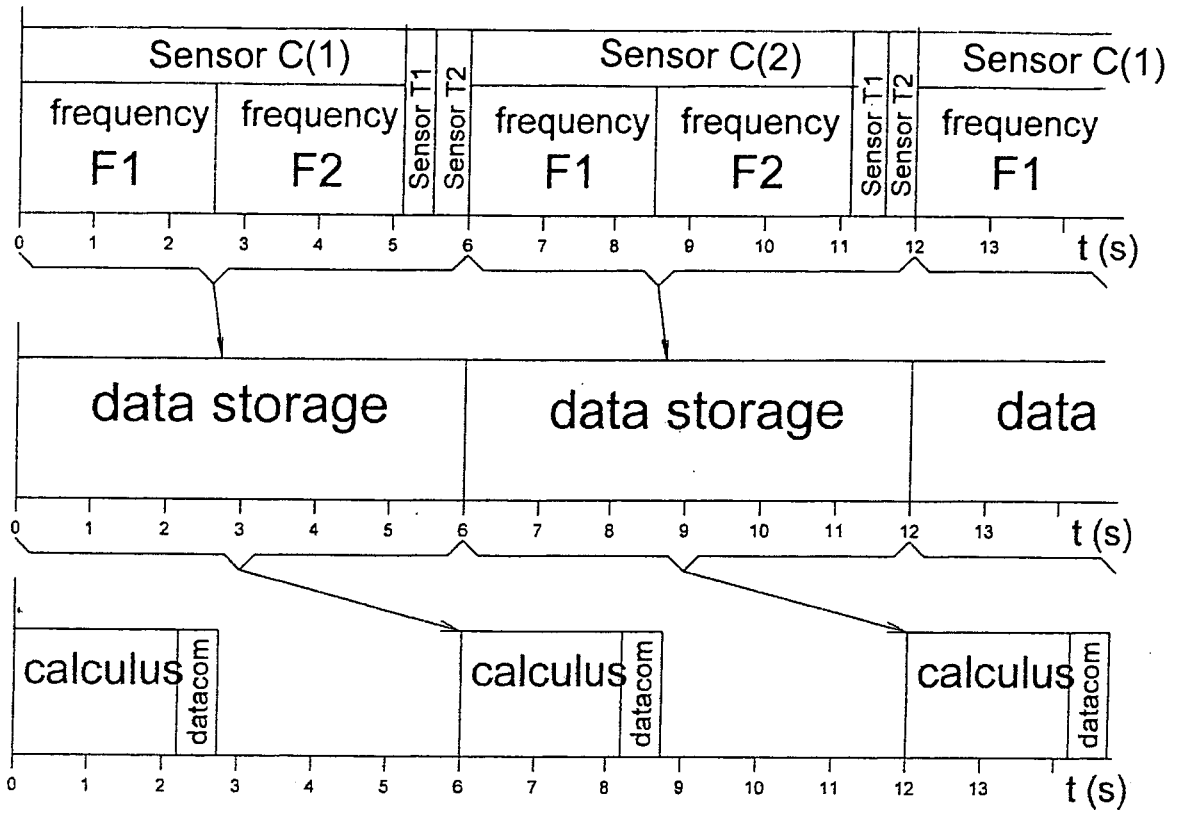 Sensor C(1)
Sensor C(2)
Sensor C(1)
frequency
F1
frequency
F2
Sensor T1
Sensor T2
frequency
F1
frequency
F2
Sensor T1
Sensor T2
frequency
F1
0 1 2 3 4 5 6 7 8 9 10 11 12 13 t (s)
data storage
data storage
data
0 1 2 3 4 5 6 7 8 9 10 11 12 13 t (s)
calculus
datacom
calculus
datacom
calculus
datacom
0 1 2 3 4 5 6 7 8 9 10 11 12 13 t (s)